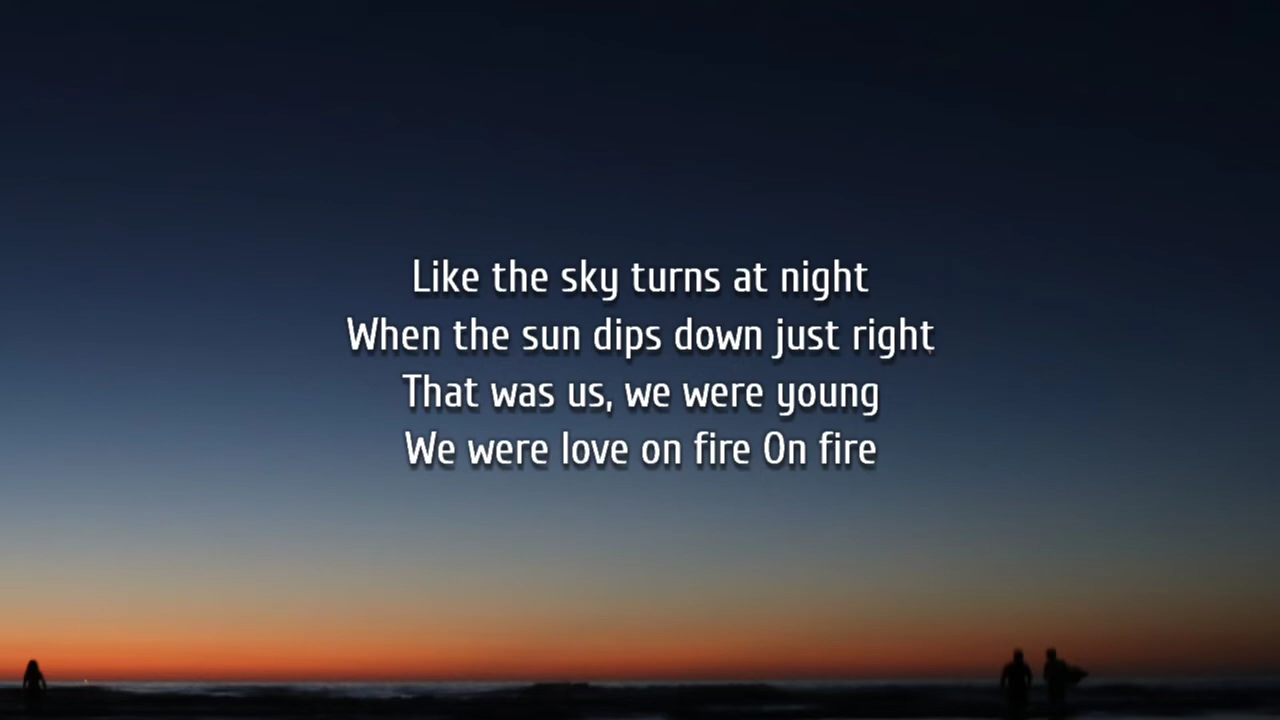 Like the sky turns at night
When the sun dips down just right
That was us, we were young
We were love on fire On fire